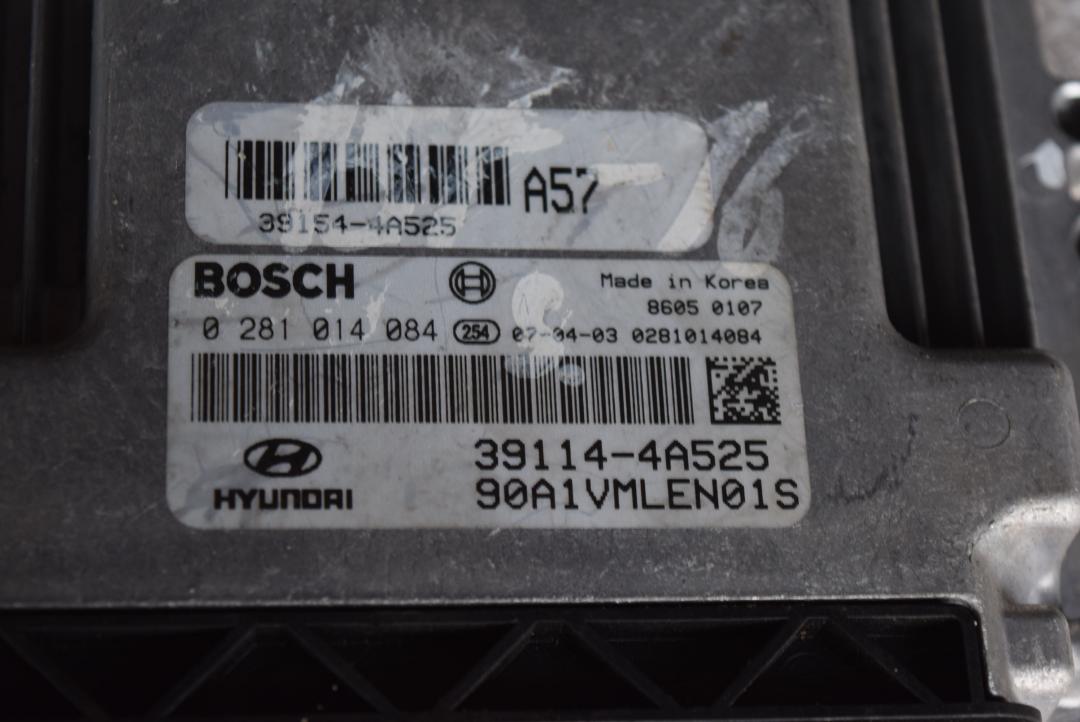 A57
39154-4A525
BOSCH
Made in Korea
8605 0107
0 281 014 084 254 07-04-03 0281014084
39114-4A525
HYUNDAI
90A1VMLEN01S